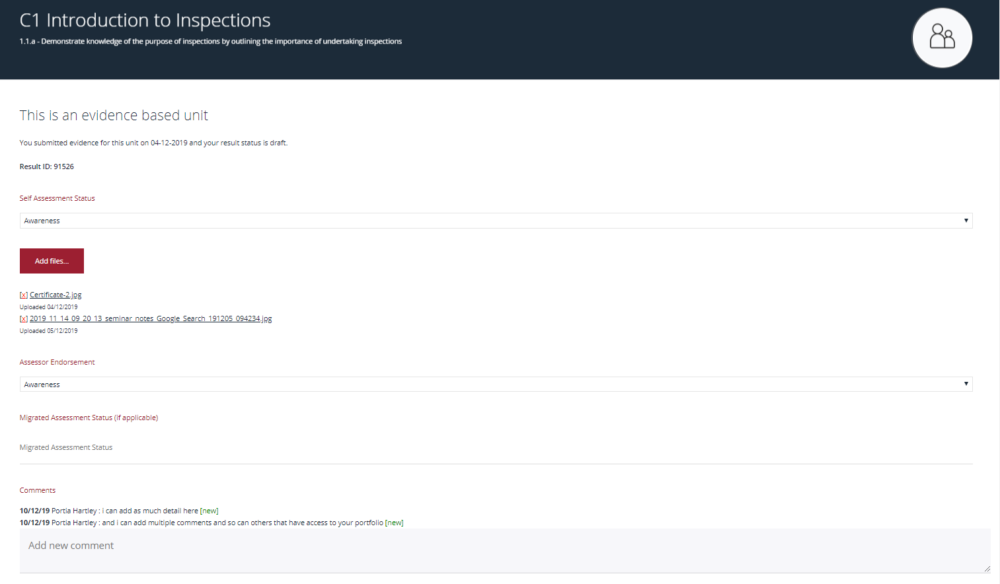 C1 Introduction to Inspections
1.1.a - Demonstrate knowledge of the purpose of inspections by outlining the importance of undertaking inspections
This is an evidence based unit
You submitted evidence for this unit on 04-12-2019 and your result status is draft.
Result ID: 91526
Self Assessment Status
Awareness
Add files...
[x] Certificate-2.jpg
Uploaded 04/12/2019
[x] 2019_11_14_09_20_13_seminar_notes_Google_Search_191205_094234.jpg
Uploaded 05/12/2019
Assessor Endorsement
Awareness
Migrated Assessment Status (if applicable)
Migrated Assessment Status
Comments
10/12/19 Portia Hartley : i can add as much detail here [new]
10/12/19 Portia Hartley : and i can add multiple comments and so can others that have access to your portfolio [new]
Add new comment